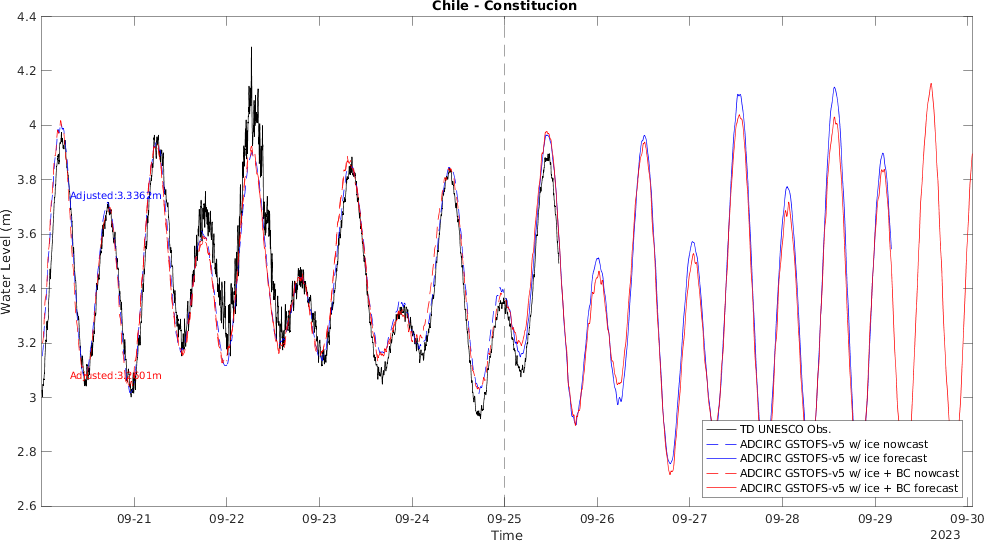 Chile - Constitucion
4.4
4.2
4
3.8
3.6
3.4
3.2
3
2.8
2.6
Water Level (m)
Adjusted:3.3362m
TD UNESCO Obs.
ADCIRC GSTOFS-v5 w/ ice nowcast
ADCIRC GSTOFS-v5 w/ ice forecast
ADCIRC GSTOFS-v5 w/ ice + BC nowcast
ADCIRC GSTOFS-v5 w/ ice + BC forecast
09-21 09-22 09-23 09-24 09-25 09-26 09-27 09-28 09-29 09-30
Time
2023